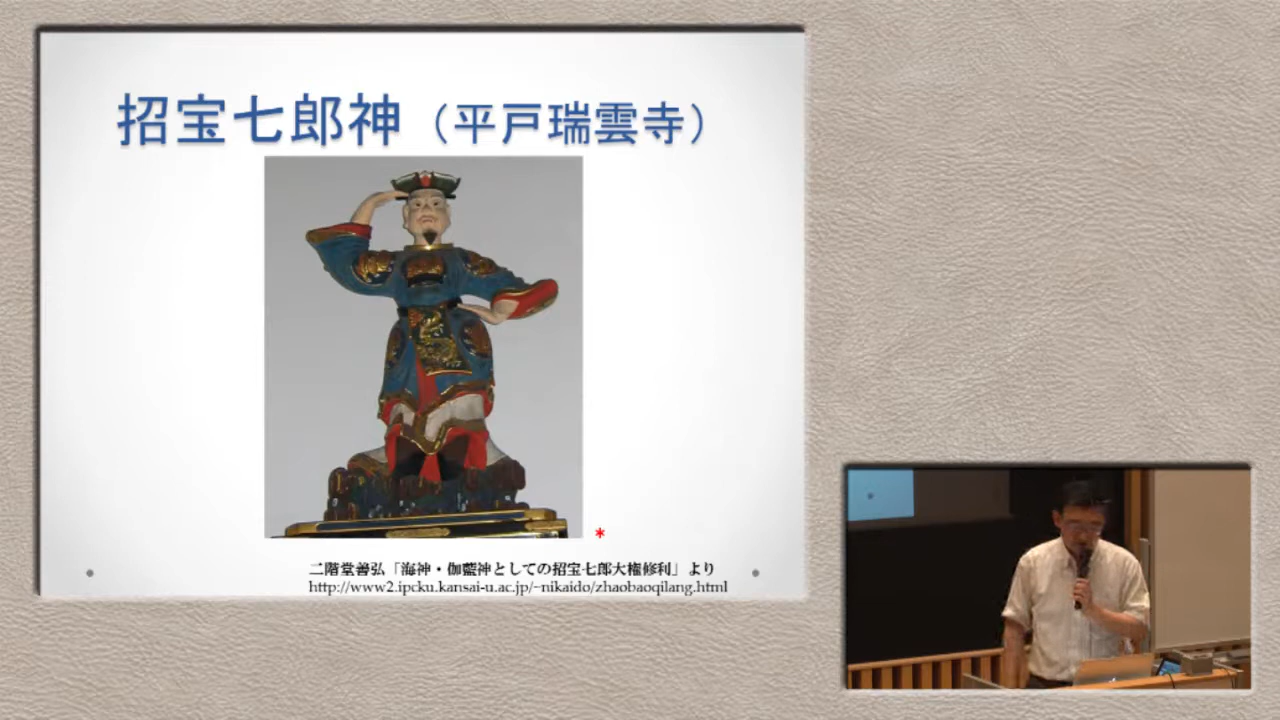 招宝七郎神（平戸瑞雲寺）
*
二階堂善弘「海神・伽藍神としての招宝七郎大権修利」より
http://www2.ipcku.kansai-u.ac.jp/~nikaido/zhaobaoqilang.html